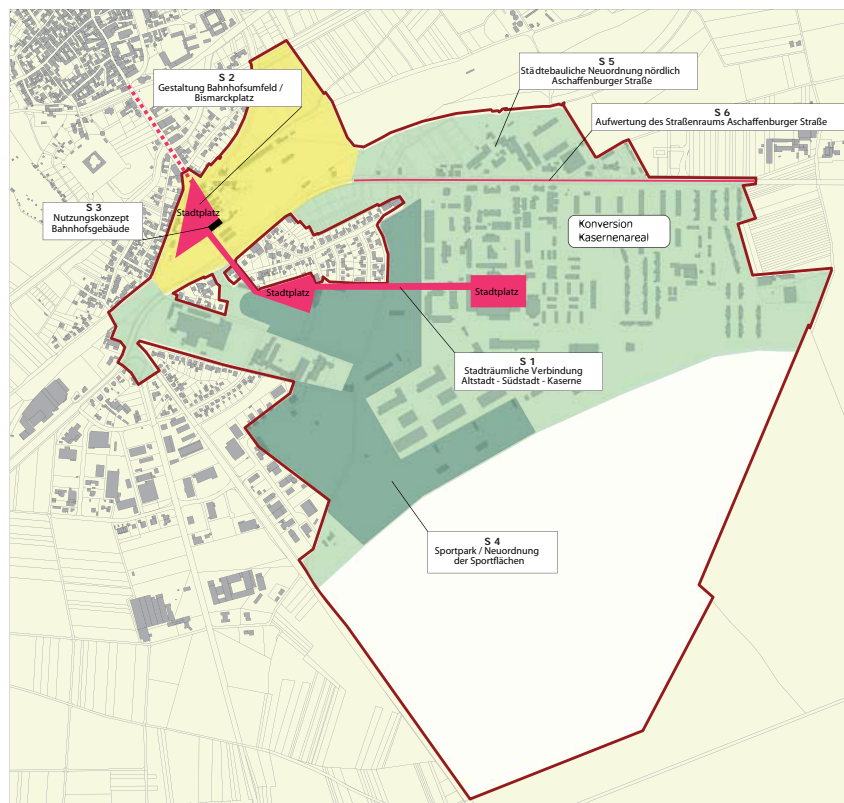 S 5
Städtebauliche Neuordnung nördlich
Aschaffenburger Straße
S 2
Gestaltung Bahnhofsumfeld /
Bismarckplatz
S 6
Aufwertung des Straßenraums Aschaffenburger Straße
S 3
Nutzungskonzept
Bahnhofsgebäude
Stadtplatz
Konversion
Kasernenareal
Stadtplatz
Stadtplatz
S 1
Stadträumliche Verbindung
Altstadt - Südstadt - Kaserne
S 4
Sportpark / Neuordnung
der Sportflächen